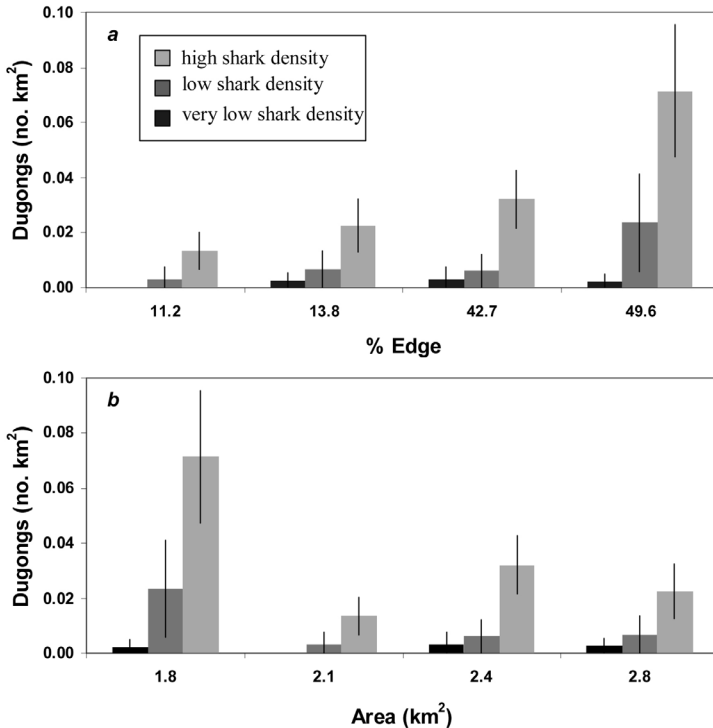 0.10
0.08
0.06
0.04
0.02
0.00
Dugongs (no. km²)
a
high shark density
low shark density
very low shark density
11.2 13.8 42.7 49.6
% Edge
0.10
0.08
0.06
0.04
0.02
0.00
Dugongs (no. km²)
b
1.8 2.1 2.4 2.8
Area (km²)